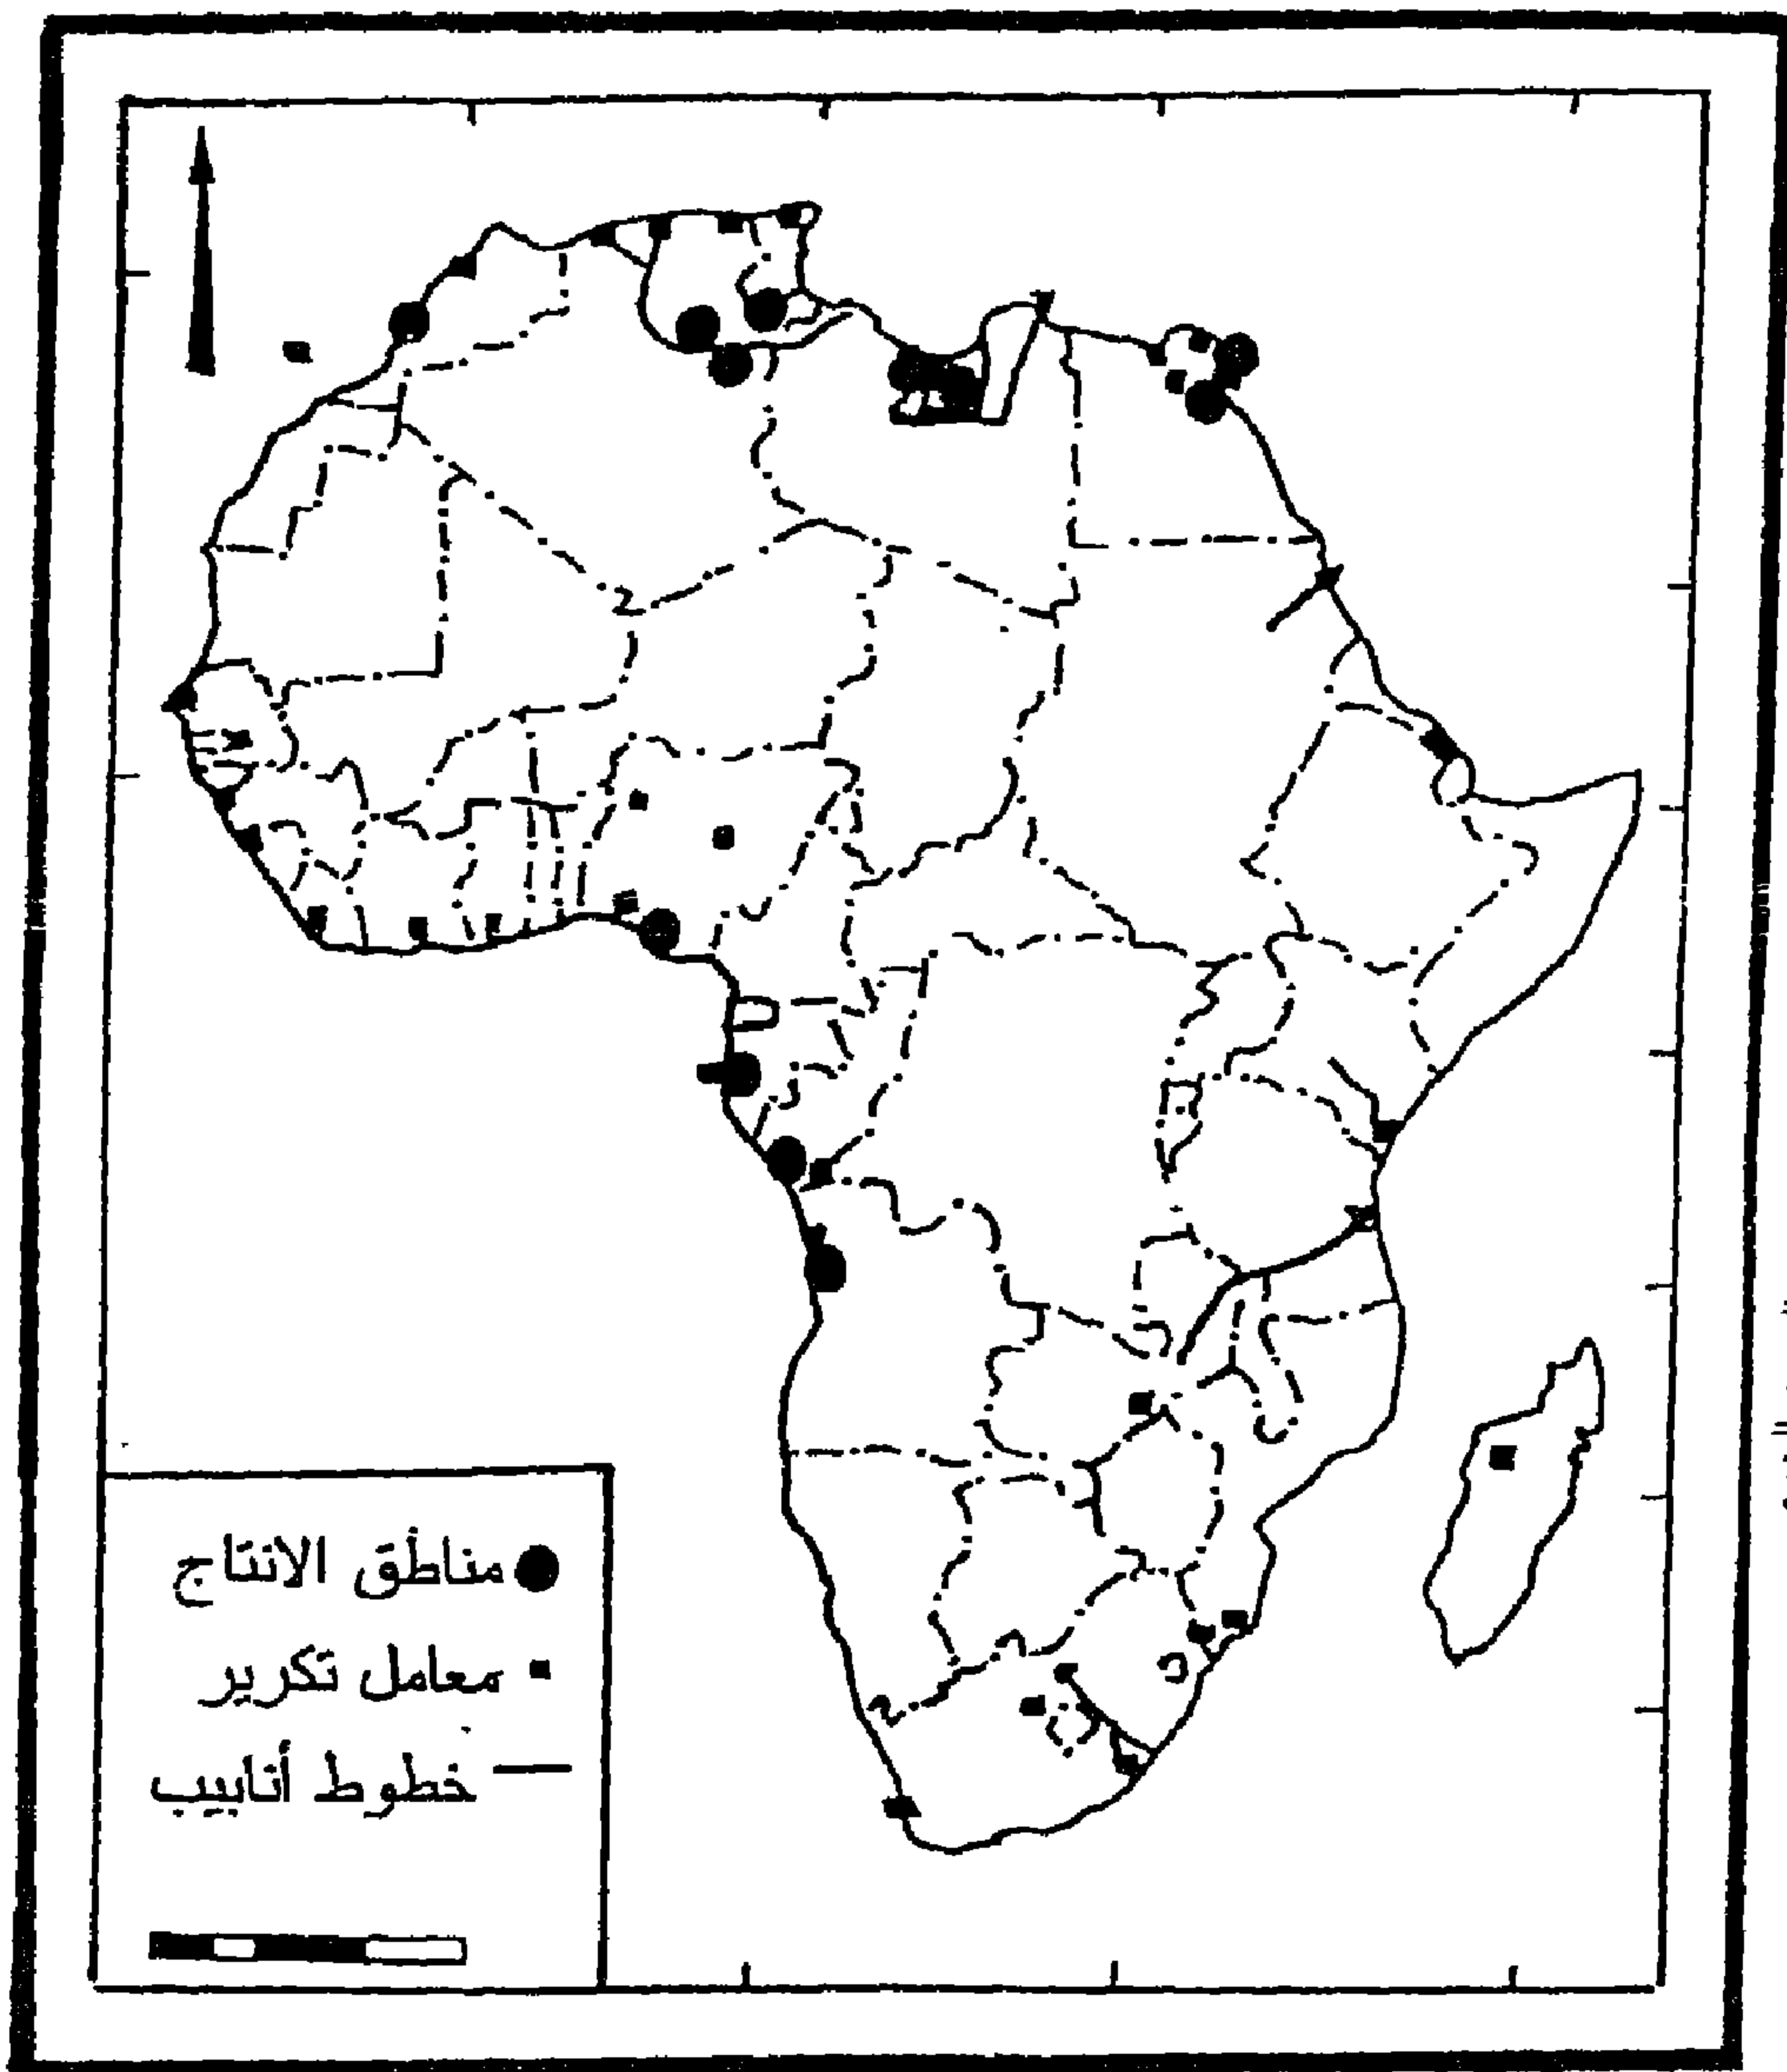 مناطق الانتاج
معامل تكرير
خطوط أنابيب